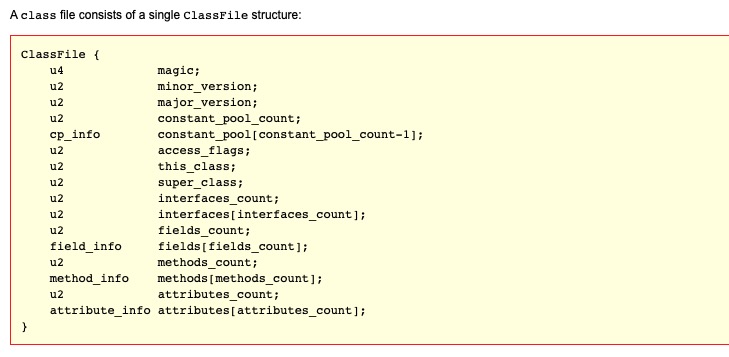 A class file consists of a single ClassFile structure:
ClassFile {
u4 magic;
u2 minor_version;
u2 major_version;
u2 constant_pool_count;
cp_info constant_pool[constant_pool_count-1];
u2 access_flags;
u2 this_class;
u2 super_class;
u2 interfaces_count;
u2 interfaces[interfaces_count];
u2 fields_count;
field_info fields[fields_count];
u2 methods_count;
method_info methods[methods_count];
u2 attributes_count;
attribute_info attributes[attributes_count];
}